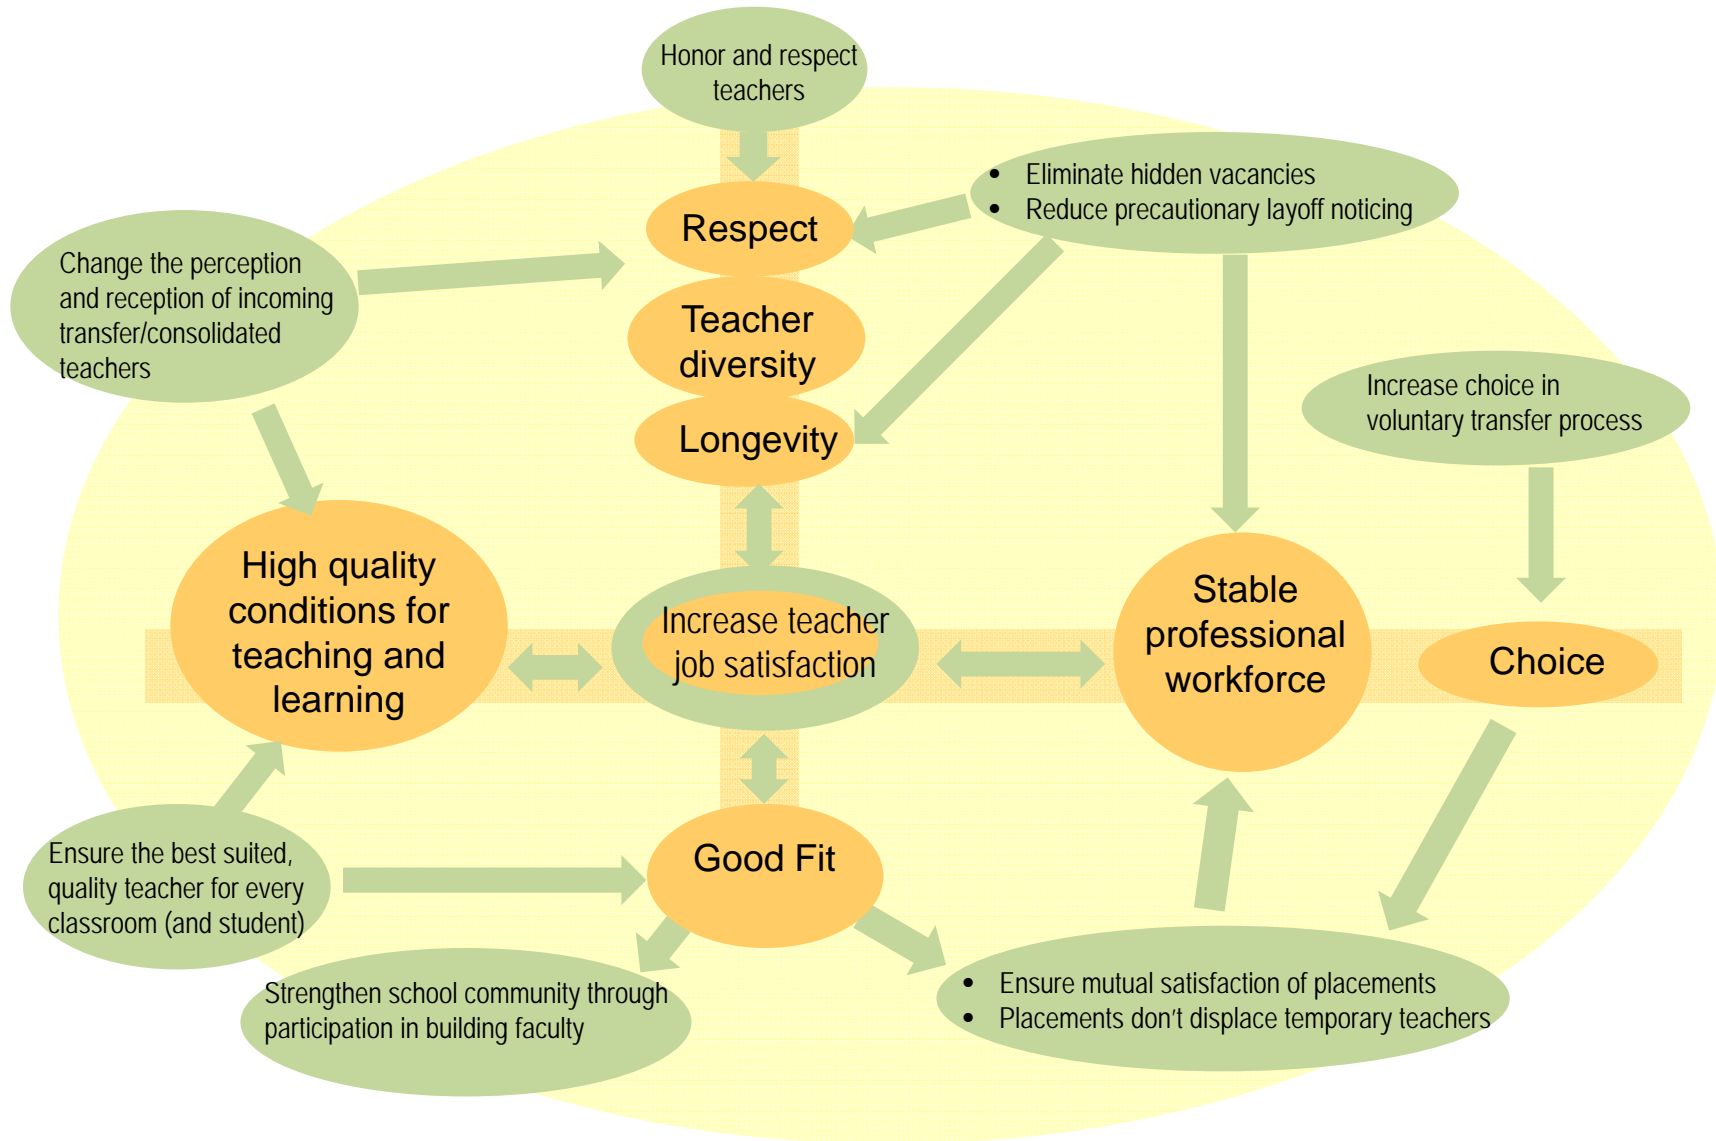 Honor and respect
teachers
• Eliminate hidden vacancies
• Reduce precautionary layoff noticing
Respect
Change the perception
and reception of incoming
transfer/consolidated
teachers
Teacher
diversity
Increase choice in
voluntary transfer process
Longevity
High quality
conditions for
teaching and
learning
Increase teacher
job satisfaction
Stable
professional
workforce
Choice
Ensure the best suited,
quality teacher for every
classroom (and student)
Good Fit
Strengthen school community through
participation in building faculty
• Ensure mutual satisfaction of placements
• Placements don't displace temporary teachers